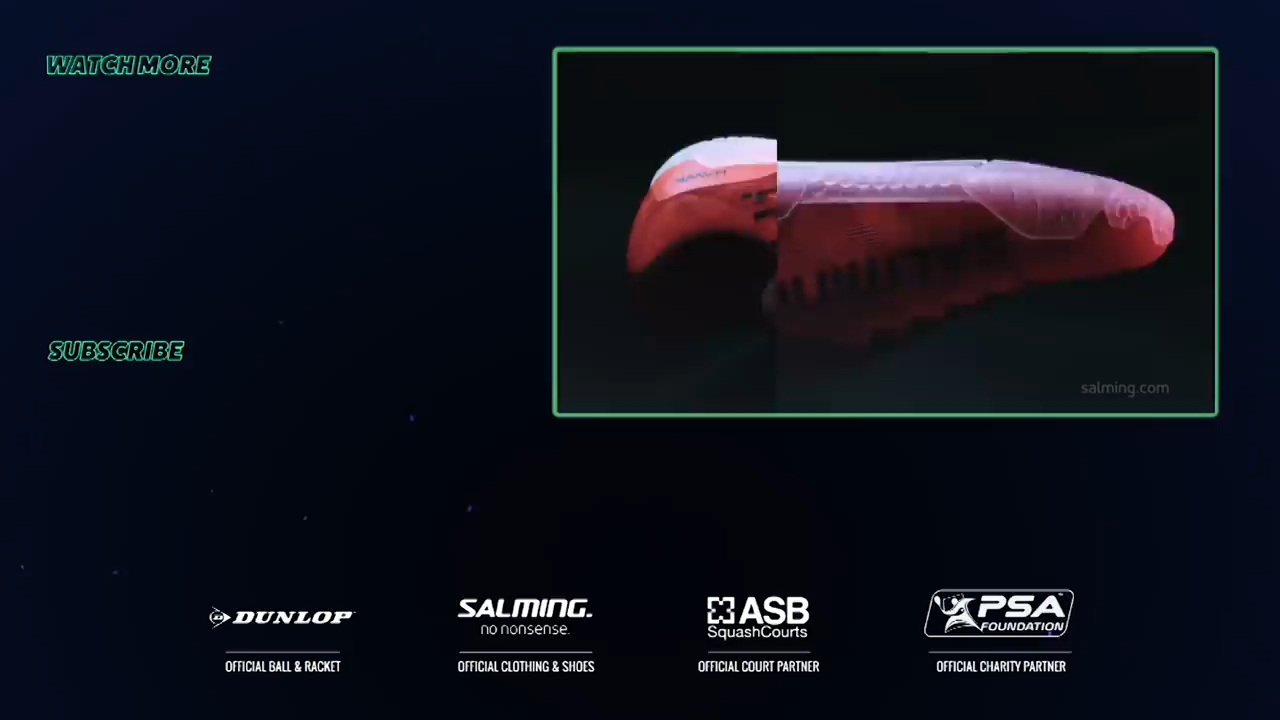 WATCH MORE
salming.com
SUBSCRIBE
DUNLOP
OFFICIAL BALL & RACKET
SALMING.
no nonsense.
OFFICIAL CLOTHING & SHOES
ASB
SquashCourts
OFFICIAL COURT PARTNER
PSA
FOUNDATION
OFFICIAL CHARITY PARTNER